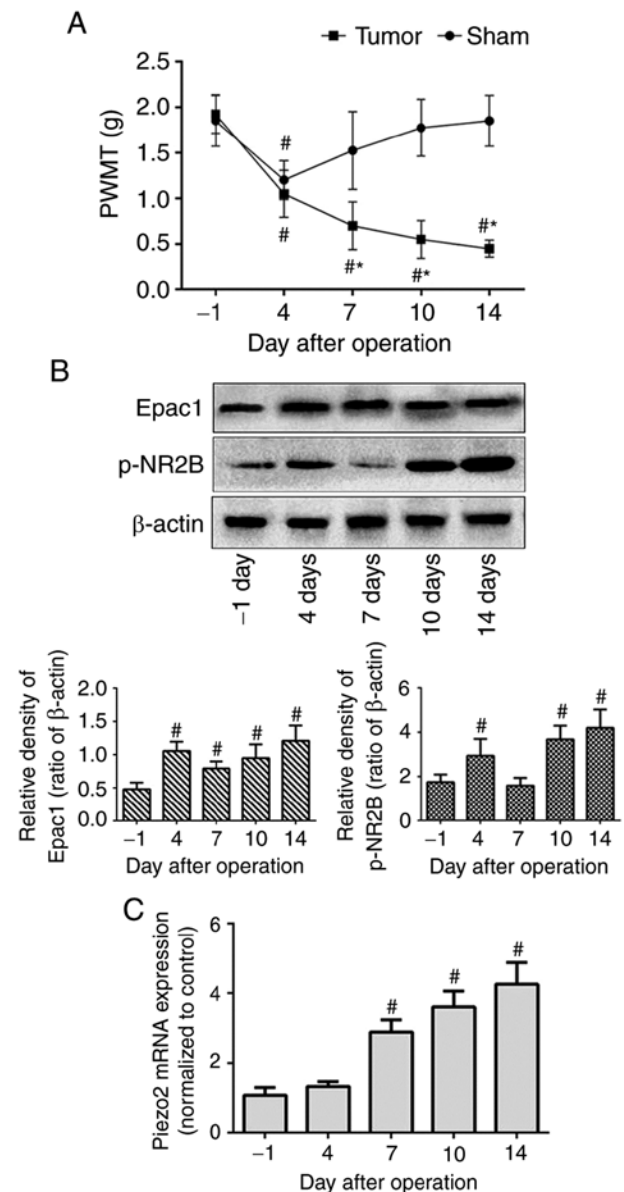 A
Tumor Sham
PWMT (g)
2.5
2.0
1.5
1.0
0.5
0.0
#
#
#*
#*
#*
−1 4 7 10 14
Day after operation
B
Epac1
p-NR2B
β-actin
−1 day
4 days
7 days
10 days
14 days
Relative density of
Epac1 (ratio of β-actin)
2.0
1.5
1.0
0.5
0.0
# # # #
−1 4 7 10 14
Day after operation
Relative density of
p-NR2B (ratio of β-actin)
6
4
2
0
# # #
−1 4 7 10 14
Day after operation
C
Piezo2 mRNA expression
(normalized to control)
6
4
2
0
# # #
−1 4 7 10 14
Day after operation